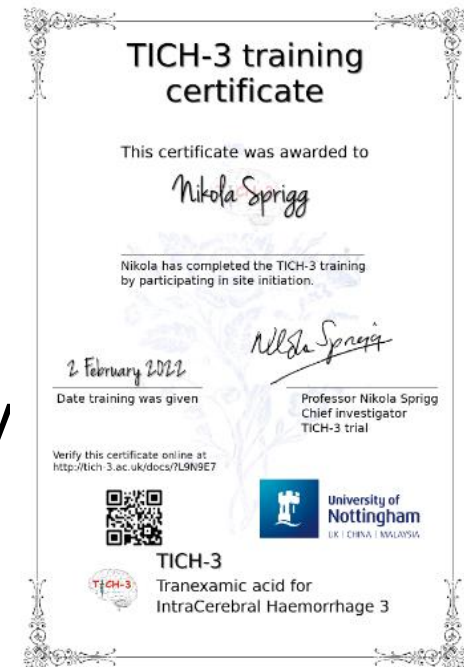 TICH-3 training
certificate
This certificate was awarded to
Nikola Sprigg
Nikola has completed the TICH-3 training
by participating in site initiation.
2 February 2022
Nikola Sprigg
Date training was given
Professor Nikola Sprigg
Chief investigator
TICH-3 trial
Verify this certificate online at
http://tich-3.ac.uk/docs/?L9N9E7
University of
Nottingham
UK | CHINA | MALAYSIA
TICH-3
TICH-3
Tranexamic acid for
IntraCerebral Haemorrhage 3